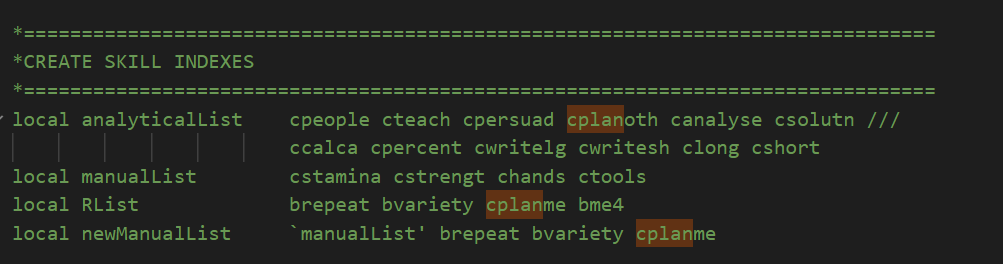 *===============================================================================
*CREATE SKILL INDEXES
*===============================================================================
local analyticalList    cpeople cteach cpersuad cplanoth canalyse csolutn ///
                        ccalca cpercent cwritelg cwritesh clong cshort
local manualList        cstamina cstrengt chands ctools
local RList             brepeat bvariety cplanme bme4
local newManualList     `manualList' brepeat bvariety cplanme